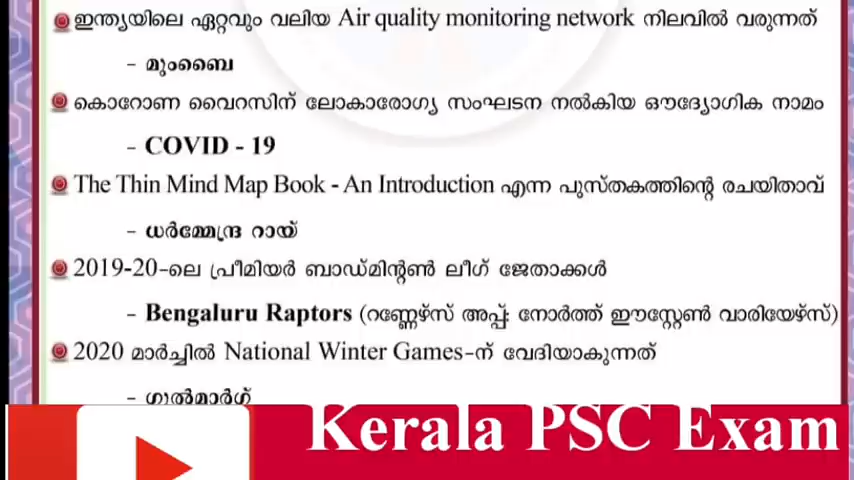 ഇന്ത്യയിലെ ഏറ്റവും വലിയ Air quality monitoring network നിലവിൽ വരുന്നത്
- മുംബൈ
കൊറോണ വൈറസിന് ലോകാരോഗ്യ സംഘടന നൽകിയ ഔദ്യോഗിക നാമം
- COVID - 19
The Thin Mind Map Book - An Introduction എന്ന പുസ്തകത്തിന്റെ രചയിതാവ്
- ധർമ്മേന്ദ്ര റായ്
2019-20-ലെ പ്രീമിയർ ബാഡ്മിന്റൺ ലീഗ് ജേതാക്കൾ
- Bengaluru Raptors (റണ്ണേഴ്സ് അപ്പ്: നോർത്ത് ഈസ്റ്റേൺ വാരിയേഴ്സ്)
2020 മാർച്ചിൽ National Winter Games-ന് വേദിയാകുന്നത്
- ഗുൽമാർഗ്
Kerala PSC Exam